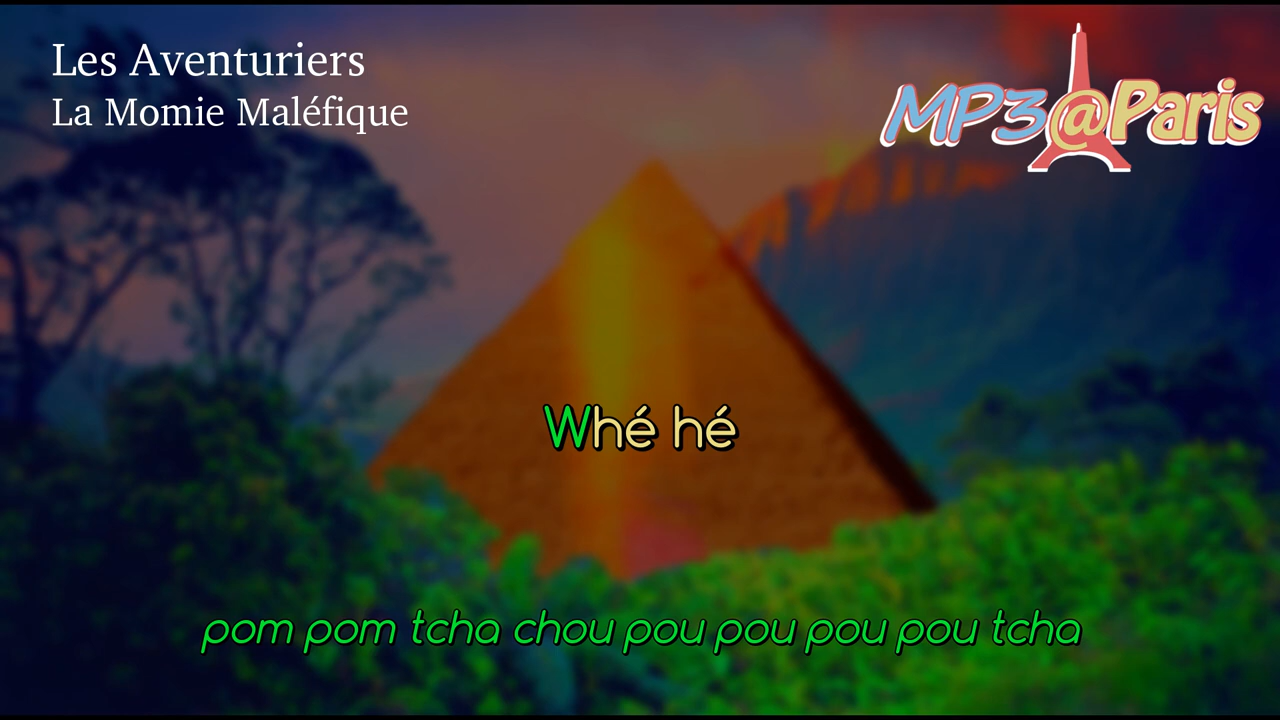 Les Aventuriers
La Momie Maléfique
MP3@Paris
Whé hé
pom pom tcha chou pou pou pou pou tcha